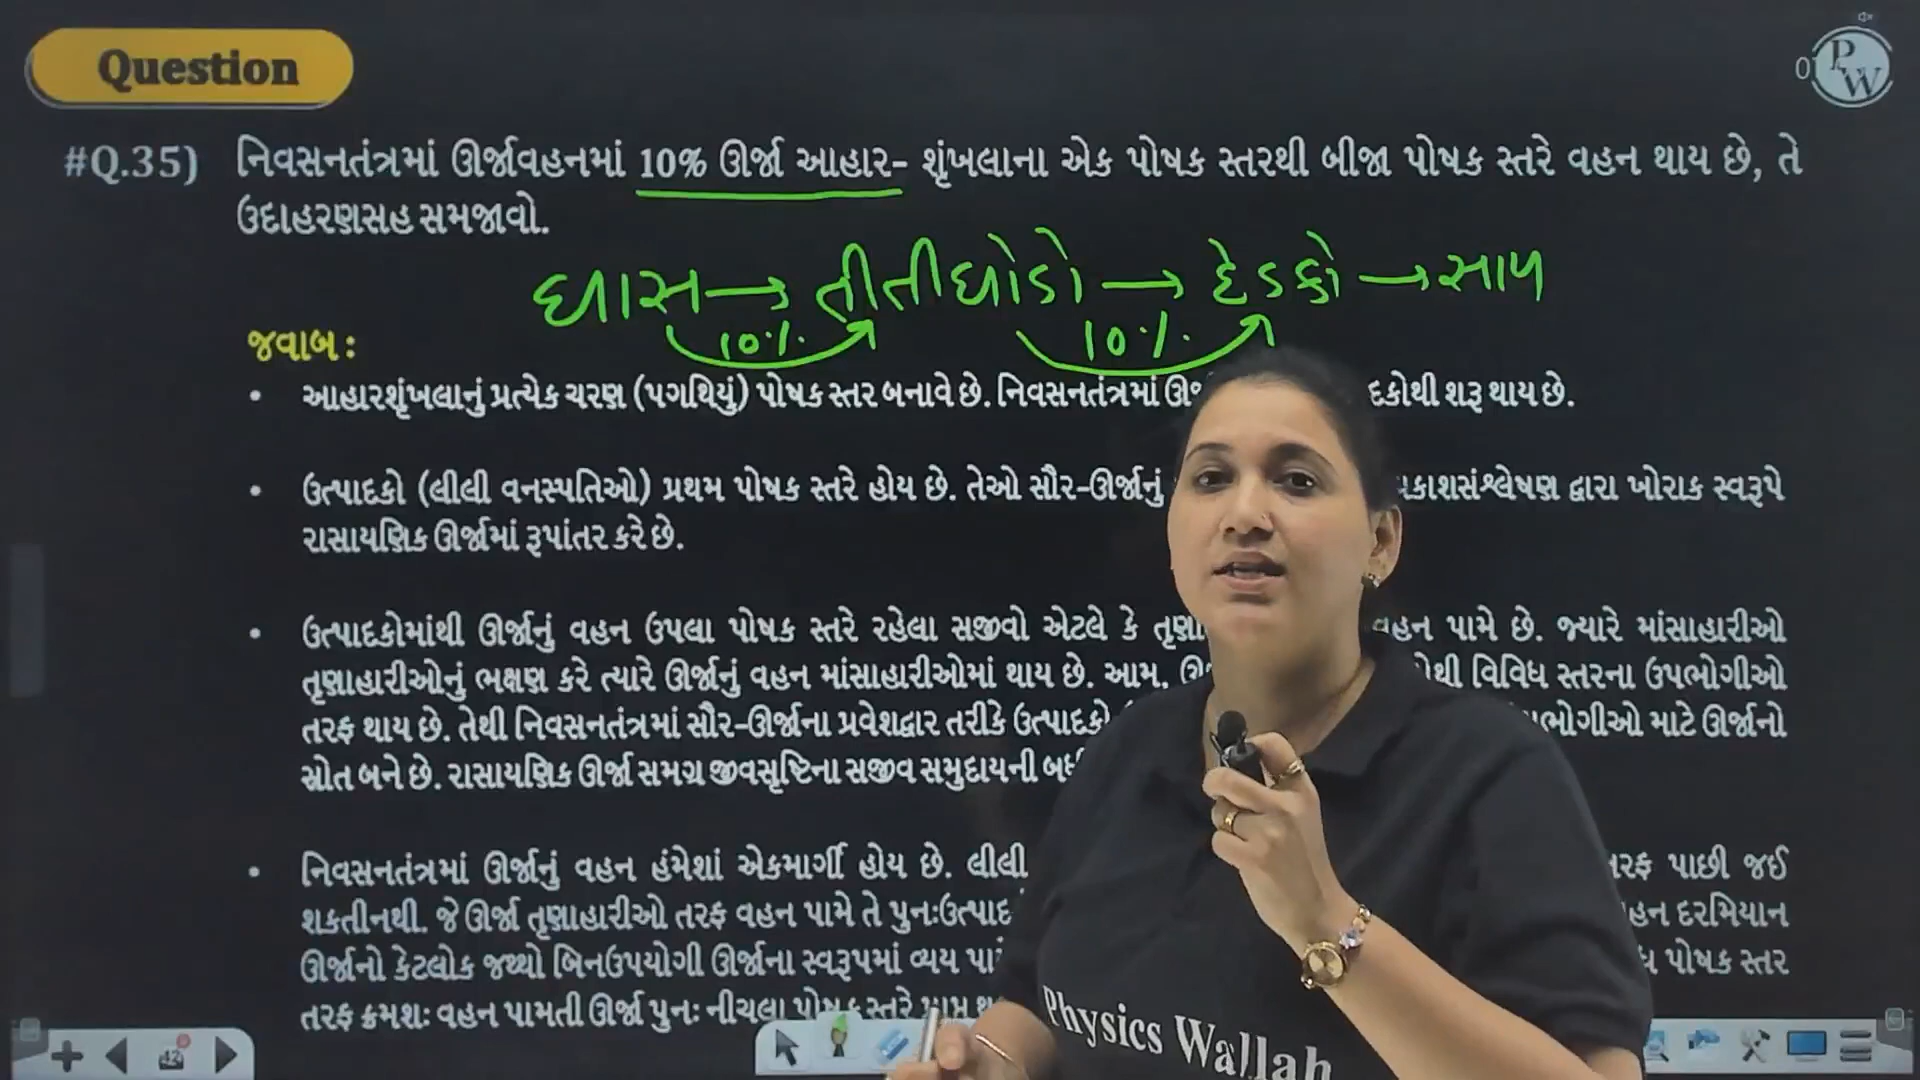 Question
#Q.35) નિવસનતંત્રમાં ઊર્જાવહનમાં 10% ઊર્જા આહાર- શૃંખલાના એક પોષક સ્તરથી બીજા પોષક સ્તરે વહન થાય છે, તે
ઉદાહરણસહ સમજાવો.
ઘાસ → તીતીઘોડો → દેડકો → સાપ
10% 10%
જવાબ :
• આહારશૃંખલાનું પ્રત્યેક ચરણ (પગથિયું) પોષક સ્તર બનાવે છે. નિવસનતંત્રમાં શરૂ થાય છે.
• ઉત્પાદકો (લીલી વનસ્પતિઓ) પ્રથમ પોષક સ્તરે હોય છે. તેઓ સૌર-ઊર્જાનું દ્વારા ખોરાક સ્વરૂપે
રાસાયણિક ઊર્જામાં રૂપાંતર કરે છે.
• ઉત્પાદકોમાંથી ઊર્જાનું વહન ઉપલા પોષક સ્તરે રહેલા સજીવો એટલે કે વહન પામે છે. જ્યારે માંસાહારીઓ
તૃણાહારીઓનું ભક્ષણ કરે ત્યારે ઊર્જાનું વહન માંસાહારીઓમાં થાય છે. આમ, વિવિધ સ્તરના ઉપભોગીઓ
તરફ થાય છે. તેથી નિવસનતંત્રમાં સૌર-ઊર્જાના પ્રવેશદ્વાર તરીકે ઉત્પાદકો માટે ઊર્જાનો
સ્રોત બને છે. રાસાયણિક ઊર્જા સમગ્ર જીવસૃષ્ટિના સજીવ સમુદાયની
• નિવસનતંત્રમાં ઊર્જાનું વહન હંમેશાં એકમાર્ગી હોય છે. લીલી તરફ પાછી જઈ
શકતીનથી. જે ઊર્જા તૃણાહારીઓ તરફ વહન પામે તે દરમિયાન
ઊર્જાનો કેટલોક જથ્થો બિનઉપયોગી ઊર્જાના સ્વરૂપમાં વ્યય પોષક સ્તર
તરફ ક્રમશઃ વહન પામતી ઊર્જા પુનઃ નીચલા
PW
Physics Wallah
42